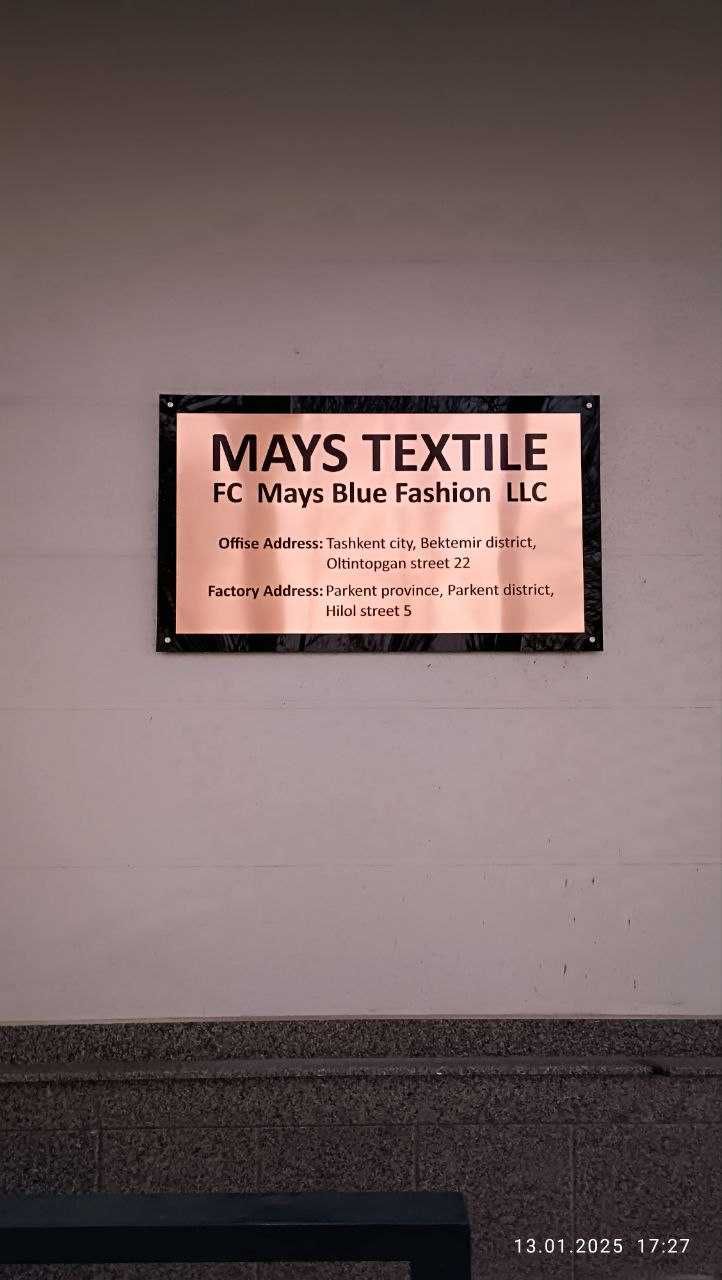 MAYS TEXTILE
FC Mays Blue Fashion LLC
Offise Address: Tashkent city, Bektemir district,
Oltintopgan street 22
Factory Address: Parkent province, Parkent district,
Hilol street 5
13.01.2025 17:27